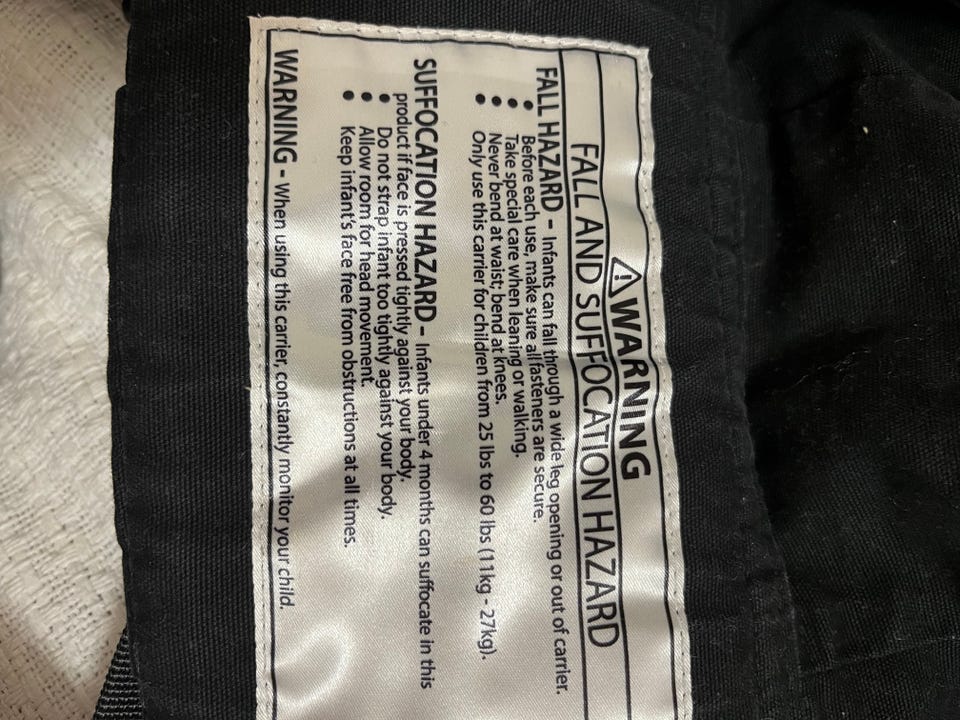 ⚠WARNING
FALL AND SUFFOCATION HAZARD
FALL HAZARD - Infants can fall through a wide leg opening or out of carrier.
• Before each use, make sure all fasteners are secure.
• Take special care when leaning or walking.
• Never bend at waist; bend at knees.
• Only use this carrier for children from 25 lbs to 60 lbs (11kg - 27kg).
SUFFOCATION HAZARD - Infants under 4 months can suffocate in this
product if face is pressed tightly against your body.
• Do not strap infant too tightly against your body.
• Allow room for head movement.
• Keep infant's face free from obstructions at all times.
WARNING - When using this carrier, constantly monitor your child.